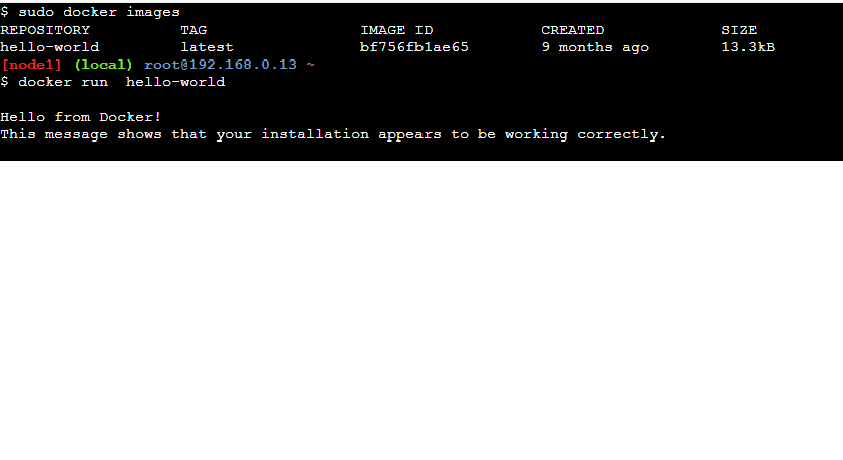 $ sudo docker images
REPOSITORY TAG IMAGE ID CREATED SIZE
hello-world latest bf756fb1ae65 9 months ago 13.3kB
[node1] (local) root@192.168.0.13 ~
$ docker run  hello-world
Hello from Docker!
This message shows that your installation appears to be working correctly.